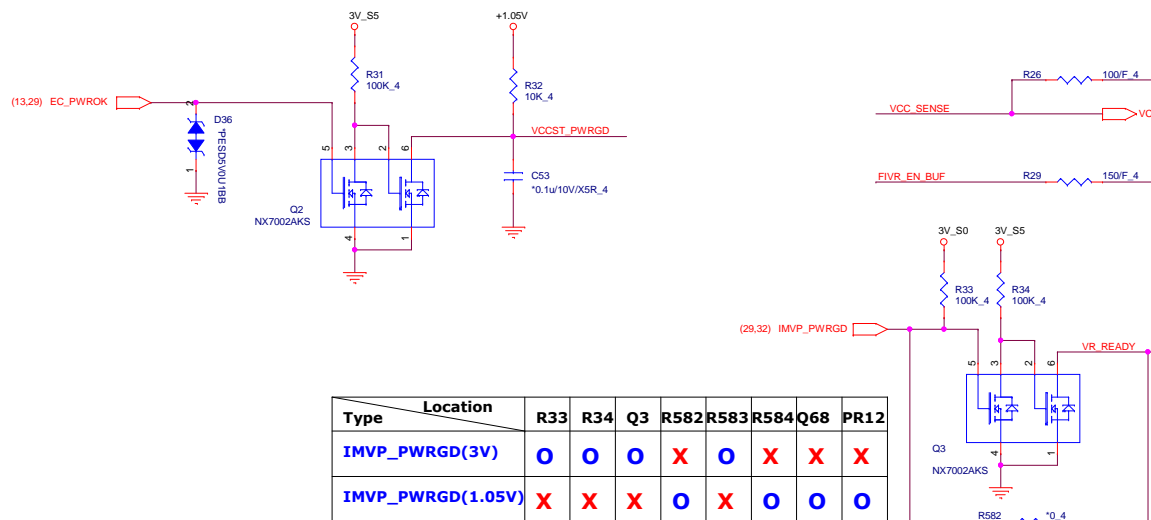 3V_S5
+1.05V
R31
100K_4
R32
10K_4
R26
100/F_4
(13,29) EC_PWROK
2
D36
*PESD5V0U1BB
1
VCC_SENSE
VC
VCCST_PWRGD
5
3
2
6
C53
*0.1u/10V/X5R_4
FIVR_EN_BUF
R29
150/F_4
Q2
NX7002AKS
4
1
3V_S0
3V_S5
R33
100K_4
R34
100K_4
(29,32) IMVP_PWRGD
VR_READY
5
3
2
6
Q3
NX7002AKS
4
1
Type Location R33 R34 Q3 R582 R583 R584 Q68 PR12
IMVP_PWRGD(3V) O O O X O X X X
IMVP_PWRGD(1.05V) X X X O X O O O
R582
*0_4